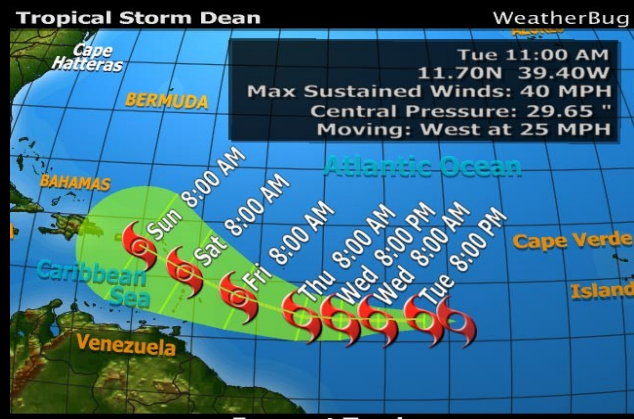 Tropical Storm Dean
WeatherBug
Cape
Hatteras
Tue 11:00 AM
11.70N 39.40W
Max Sustained Winds: 40 MPH
Central Pressure: 29.65 "
Moving: West at 25 MPH
BERMUDA
Atlantic Ocean
BAHAMAS
Sun 8:00 AM
Sat 8:00 AM
Fri 8:00 AM
Thu 8:00 AM
Wed 8:00 PM
Wed 8:00 AM
Tue 8:00 PM
Cape Verde
Island
Caribbean
Sea
Venezuela